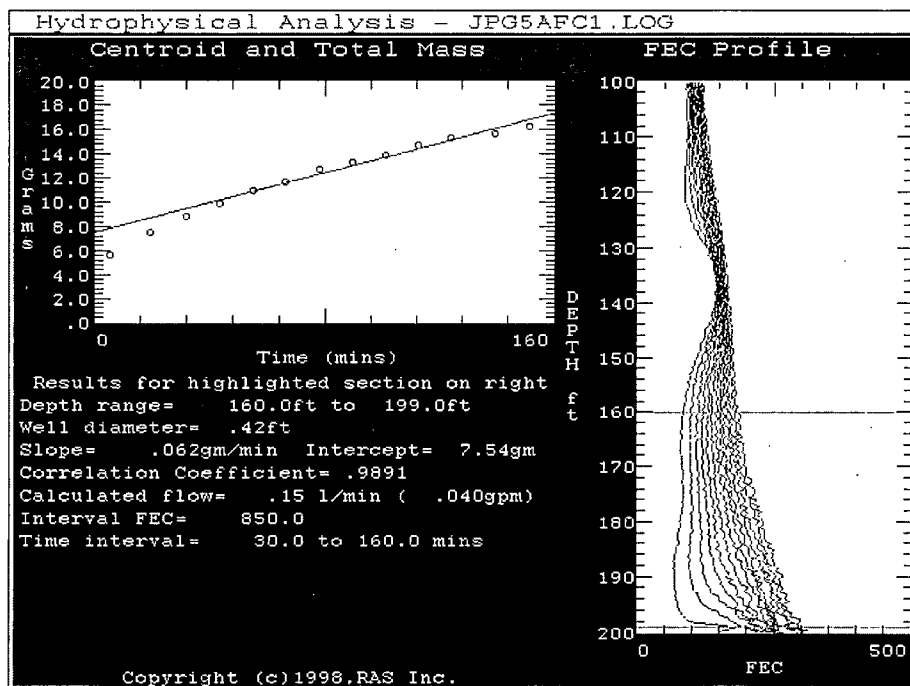 Hydrophysical Analysis - JPG5AFC1.LOG
Centroid and Total Mass
20.0
18.0
16.0
14.0
12.0
10.0
8.0
6.0
4.0
2.0
.0
Grams
0
160
Time (mins)
Results for highlighted section on right
Depth range= 160.0ft to 199.0ft
Well diameter= .42ft
Slope= .062gm/min Intercept= 7.54gm
Correlation Coefficient= .9891
Calculated flow= .15 l/min ( .040gpm)
Interval FEC= 850.0
Time interval= 30.0 to 160.0 mins
Copyright (c)1998,RAS Inc.
FEC Profile
100
110
120
130
140
150
160
170
180
190
200
DEPTH ft
0
500
FEC